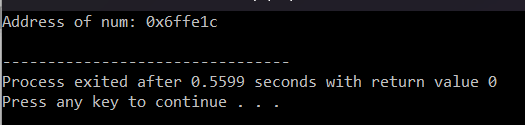 Address of num: 0x6ffe1c
--------------------------------
Process exited after 0.5599 seconds with return value 0
Press any key to continue . . .